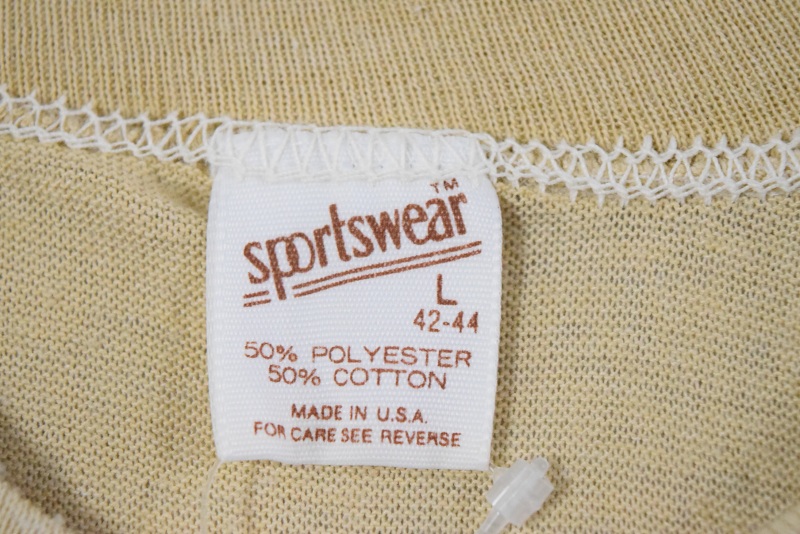 sportswear™
L
42-44
50% POLYESTER
50% COTTON
MADE IN U.S.A.
FOR CARE SEE REVERSE